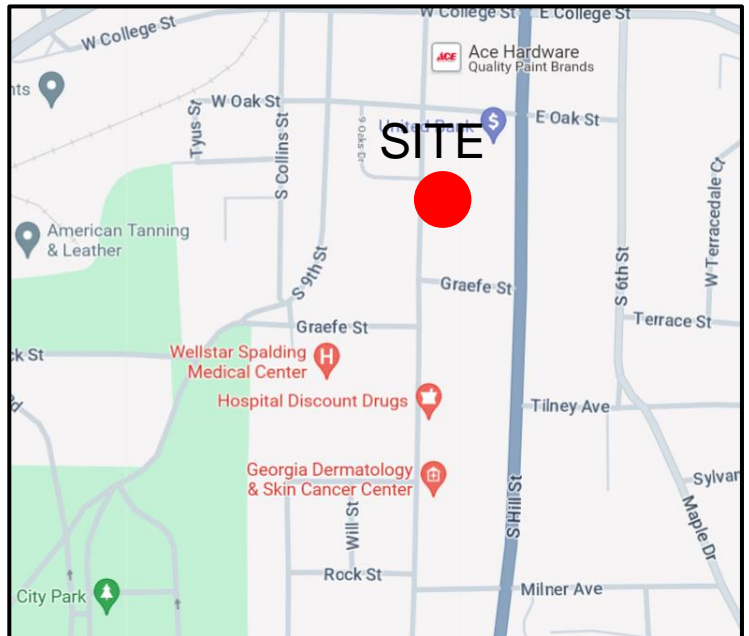 W College St
E College St
W College St
ACE
Ace Hardware
Quality Paint Brands
nts
W Oak St
Tyus St
S Collins St
9 Oaks Dr
United Bank
$
E Oak St
SITE
American Tanning
& Leather
S 9th St
Graefe St
S 6th St
W Terracedale Cr
Terrace St
Graefe St
ck St
Wellstar Spalding
Medical Center
H
Hospital Discount Drugs
Tilney Ave
Georgia Dermatology
& Skin Cancer Center
Sylvan
S Hill St
Will St
Maple Dr
Rock St
Milner Ave
City Park